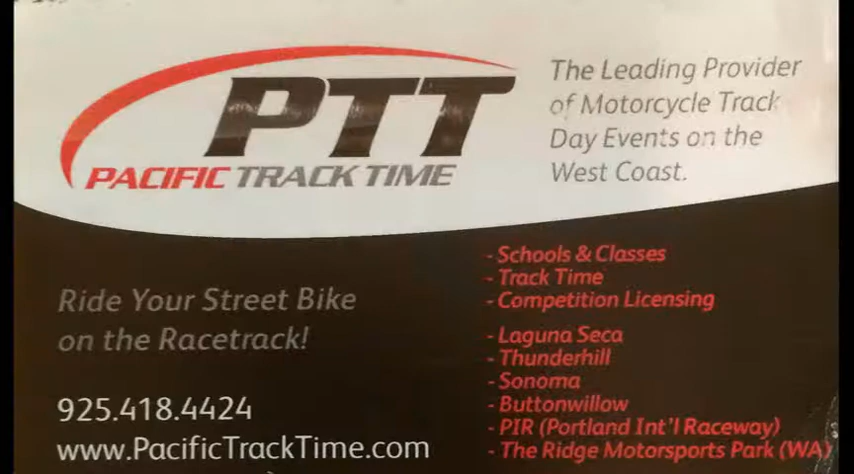 PTT
PACIFIC TRACK TIME
The Leading Provider
of Motorcycle Track
Day Events on the
West Coast.
Ride Your Street Bike
on the Racetrack!
925.418.4424
www.PacificTrackTime.com
- Schools & Classes
- Track Time
- Competition Licensing
- Laguna Seca
- Thunderhill
- Sonoma
- Buttonwillow
- PIR (Portland Int'l Raceway)
- The Ridge Motorsports Park (WA)